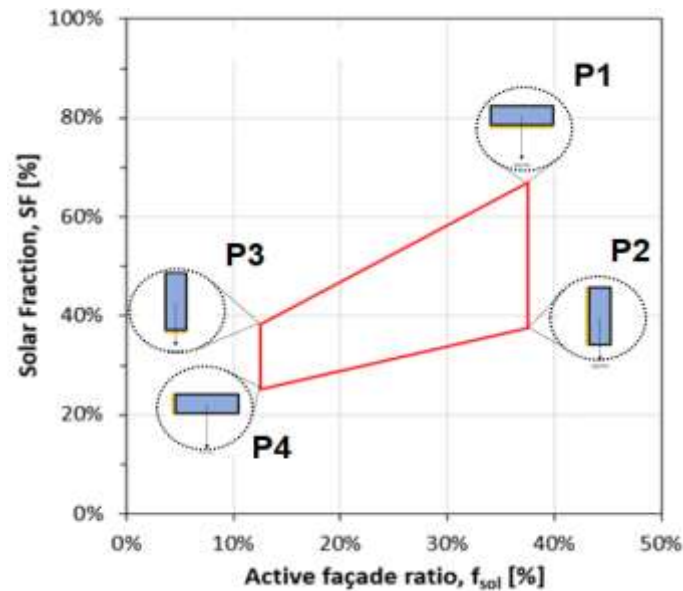 100%
80%
60%
40%
20%
0%
Solar Fraction, SF [%]
P1
P2
P3
P4
0%
10%
20%
30%
40%
50%
Active façade ratio, fsol [%]